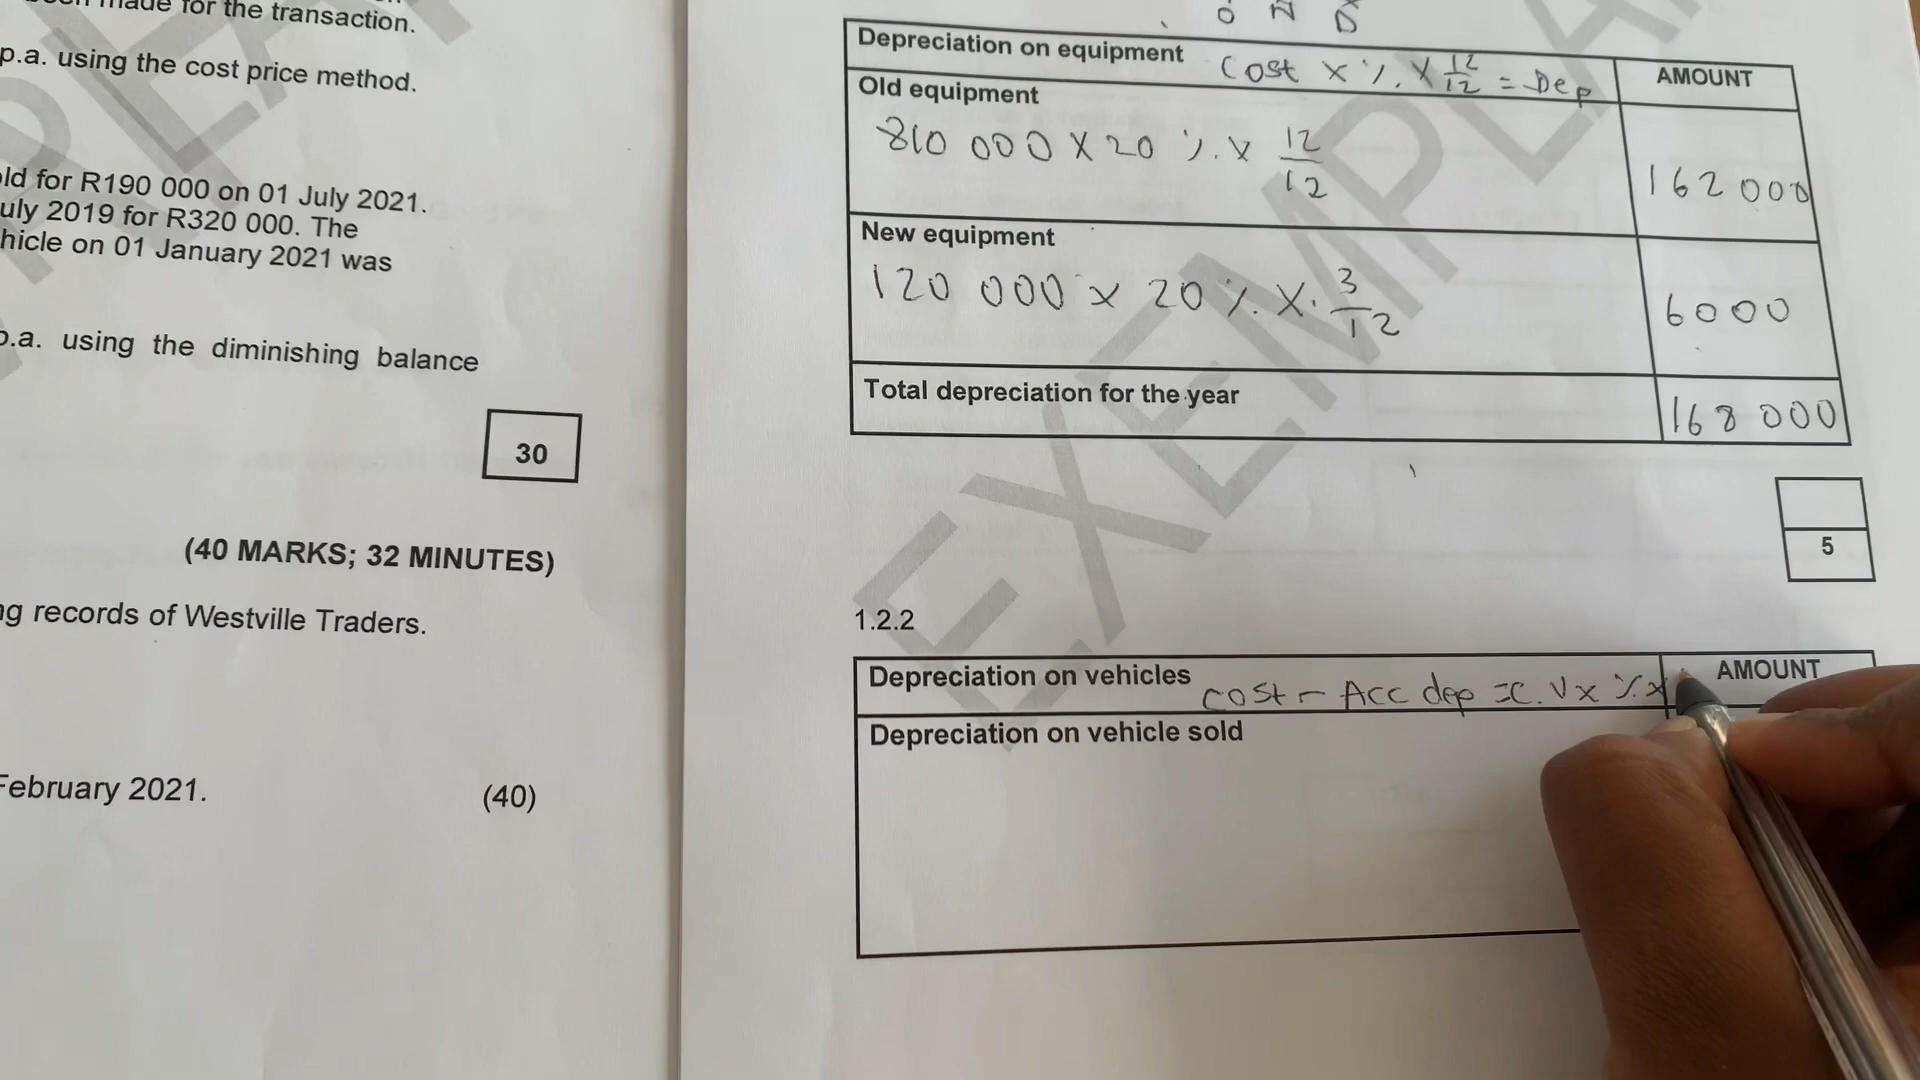 made for the transaction.
p.a. using the cost price method.
ld for R190 000 on 01 July 2021.
uly 2019 for R320 000. The
hicle on 01 January 2021 was
p.a. using the diminishing balance
30
(40 MARKS; 32 MINUTES)
ng records of Westville Traders.
February 2021.
(40)
O N D
Depreciation on equipment Cost x % x 12/12 = Dep
AMOUNT
Old equipment
810 000 x 20 % x 12/12
162 000
New equipment
120 000 x 20 % x 3/12
6000
Total depreciation for the year
168 000
5
1.2.2
Depreciation on vehicles Cost - Acc dep = C.V x % x
AMOUNT
Depreciation on vehicle sold
EXEMPLAR